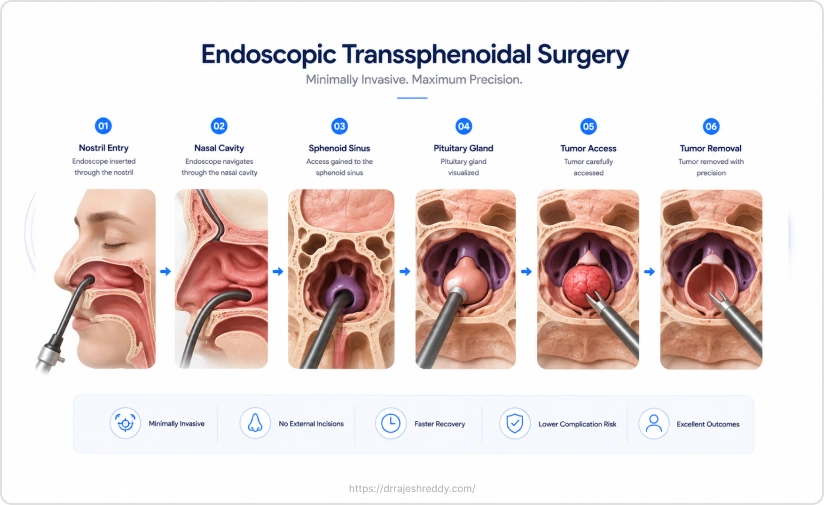 Endoscopic Transsphenoidal Surgery
Minimally Invasive. Maximum Precision.
01
Nostril Entry
Endoscope inserted
through the nostril
02
Nasal Cavity
Endoscope navigates
through the nasal cavity
03
Sphenoid Sinus
Access gained to the
sphenoid sinus
04
Pituitary Gland
Pituitary gland
visualized
05
Tumor Access
Tumor carefully
accessed
06
Tumor Removal
Tumor removed with
precision
Minimally Invasive
No External Incisions
Faster Recovery
Lower Complication Risk
Excellent Outcomes
https://drrajeshreddy.com/